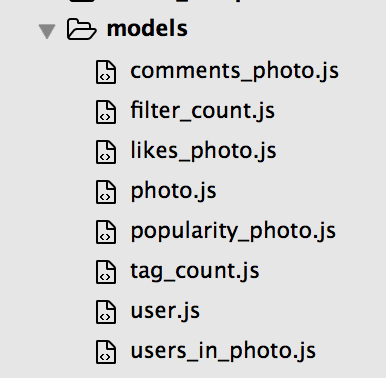 models
comments_photo.js
filter_count.js
likes_photo.js
photo.js
popularity_photo.js
tag_count.js
user.js
users_in_photo.js